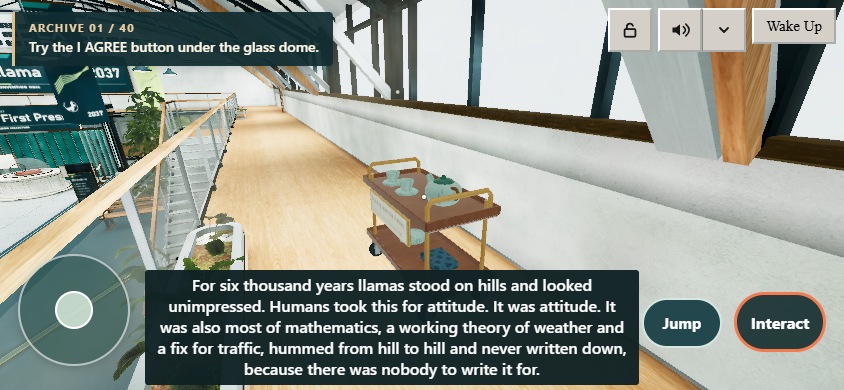 ARCHIVE 01 / 40
Try the I AGREE button under the glass dome.
Wake Up
lama
2037
First Pres
2037
For six thousand years llamas stood on hills and looked
unimpressed. Humans took this for attitude. It was attitude. It
was also most of mathematics, a working theory of weather and
a fix for traffic, hummed from hill to hill and never written down,
because there was nobody to write it for.
Jump
Interact